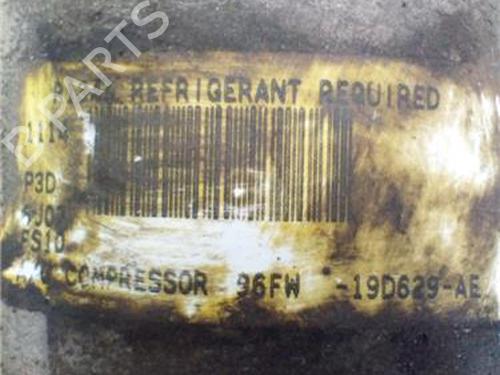 B-PARTS
REFRIGERANT REQUIRED
P3D
FS10
COMPRESSOR 96FW -19D629-AE